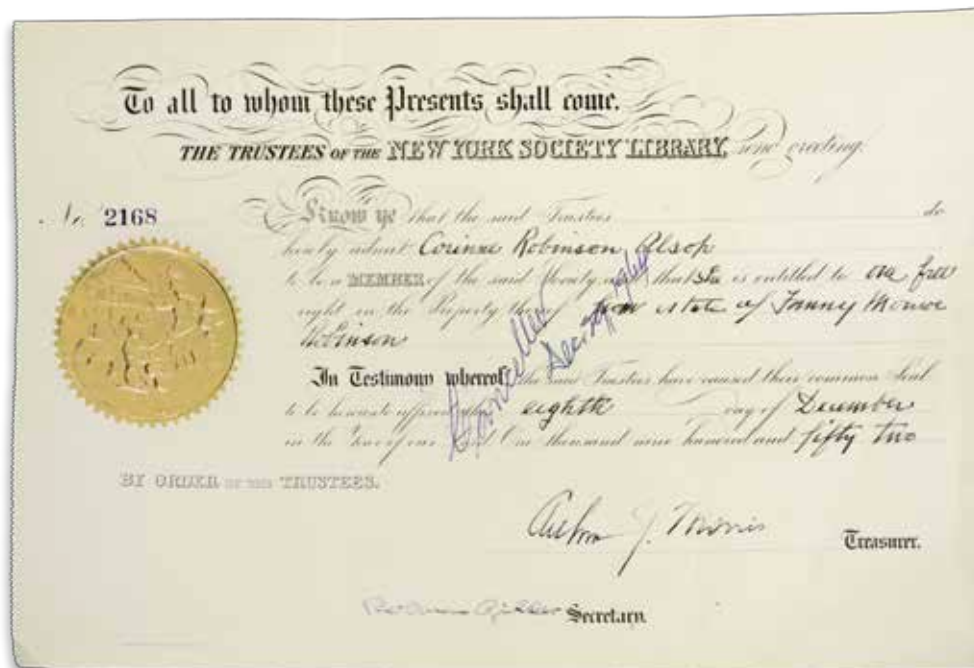 To all to whom these Presents shall come.
THE TRUSTEES OF THE NEW YORK SOCIETY LIBRARY, send greeting.
No. 2168
Know ye that the said Trustees do
hereby admit Corinne Robinson Alsop
to be a MEMBER of the said Society and that she is entitled to one free
right in the Property thereof from estate of Fanny Monroe
Robinson
Cancelled
In Testimony whereof, the said Trustees have caused their common Seal
to be hereunto affixed the eighth day of December
in the Year of our Lord One thousand nine hundred and fifty two
BY ORDER OF THE TRUSTEES.
J. Morris
Treasurer.
Secretary.